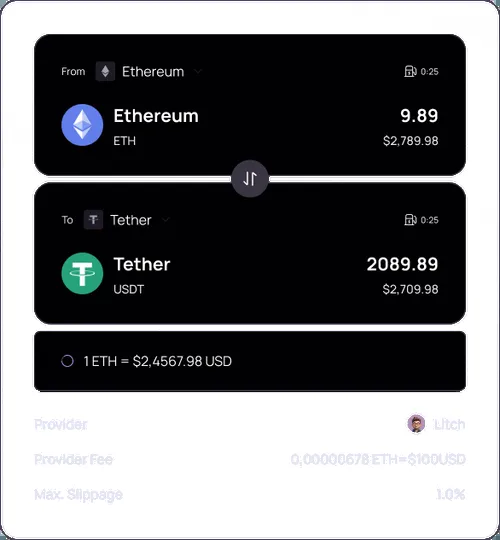 From Ethereum 0:25
Ethereum 9.89
ETH $2,789.98
To Tether 0:25
Tether 2089.89
USDT $2,709.98
1 ETH = $2,4567.98 USD
Provider Litch
Provider Fee 0,00000678 ETH=$100USD
Max. Slippage 1.0%